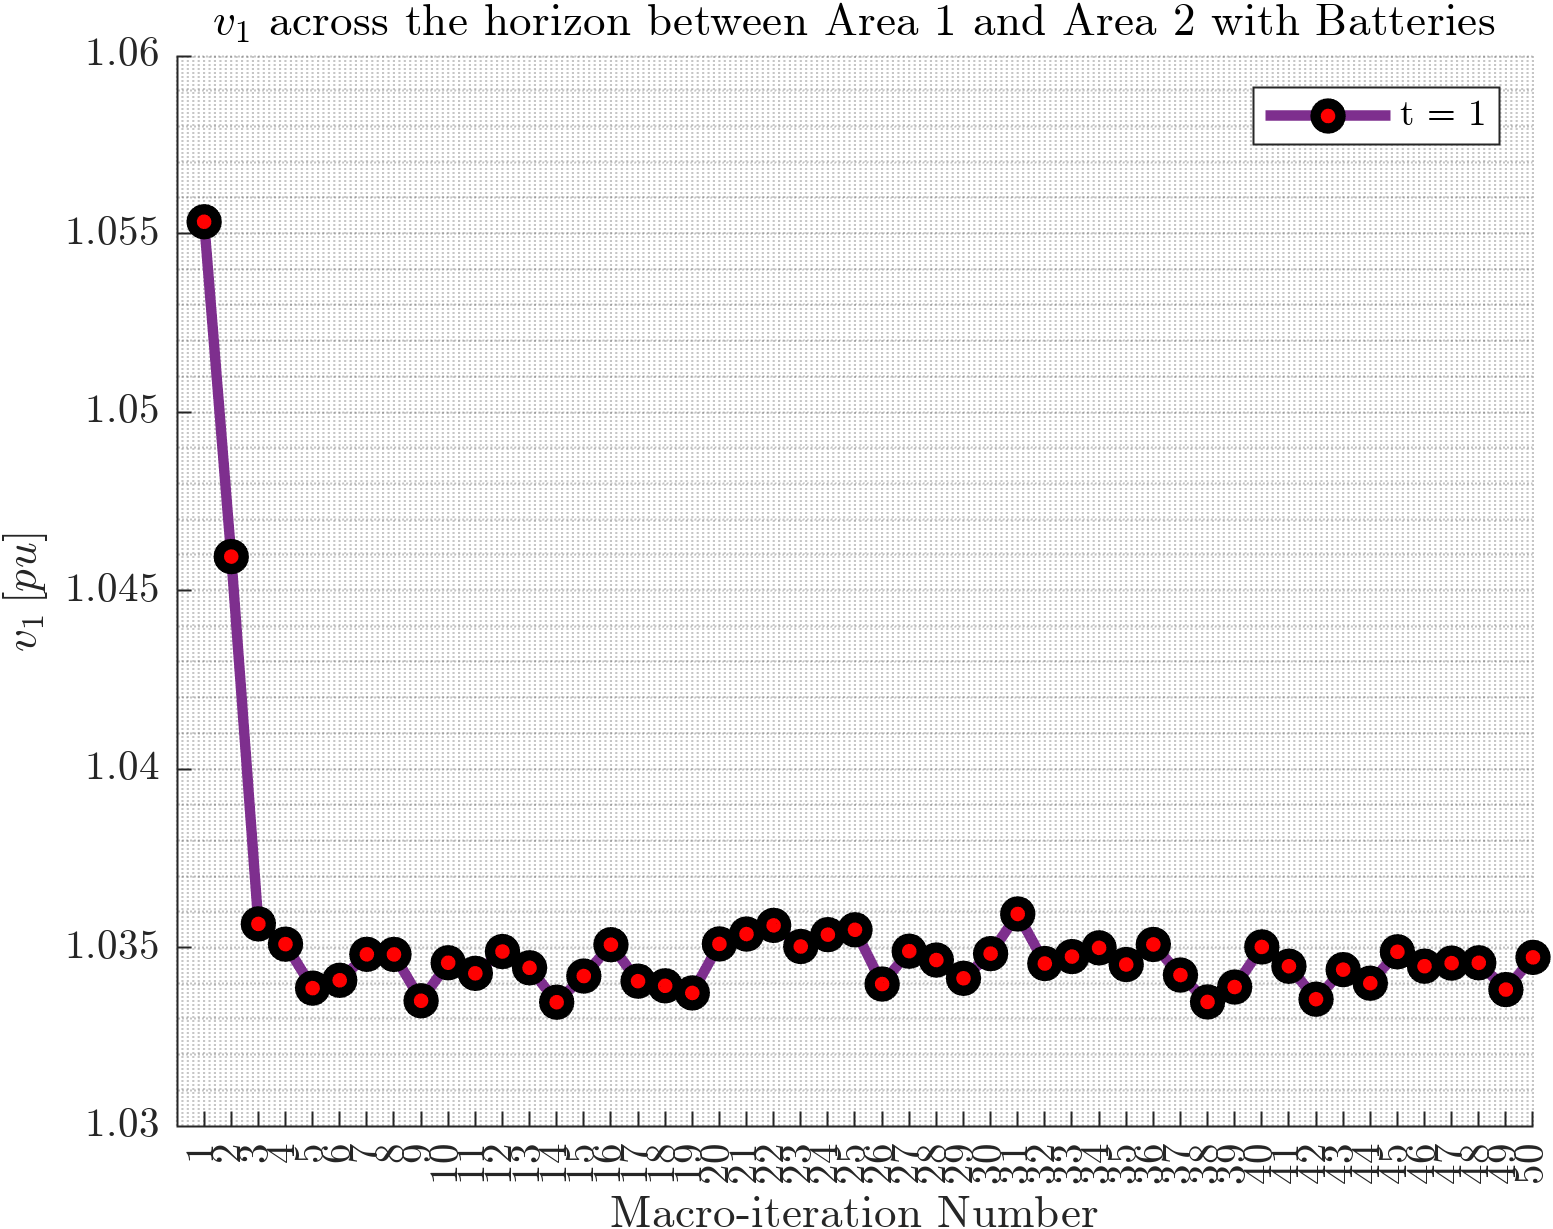 v₁ across the horizon between Area 1 and Area 2 with Batteries
1.06
1.055
1.05
1.045
1.04
1.035
1.03
v₁ [pu]
t = 1
1 2 3 4 5 6 7 8 9 10 11 12 13 14 15 16 17 18 19 20 21 22 23 24 25 26 27 28 29 30 31 32 33 34 35 36 37 38 39 40 41 42 43 44 45 46 47 48 49 50
Macro-iteration Number